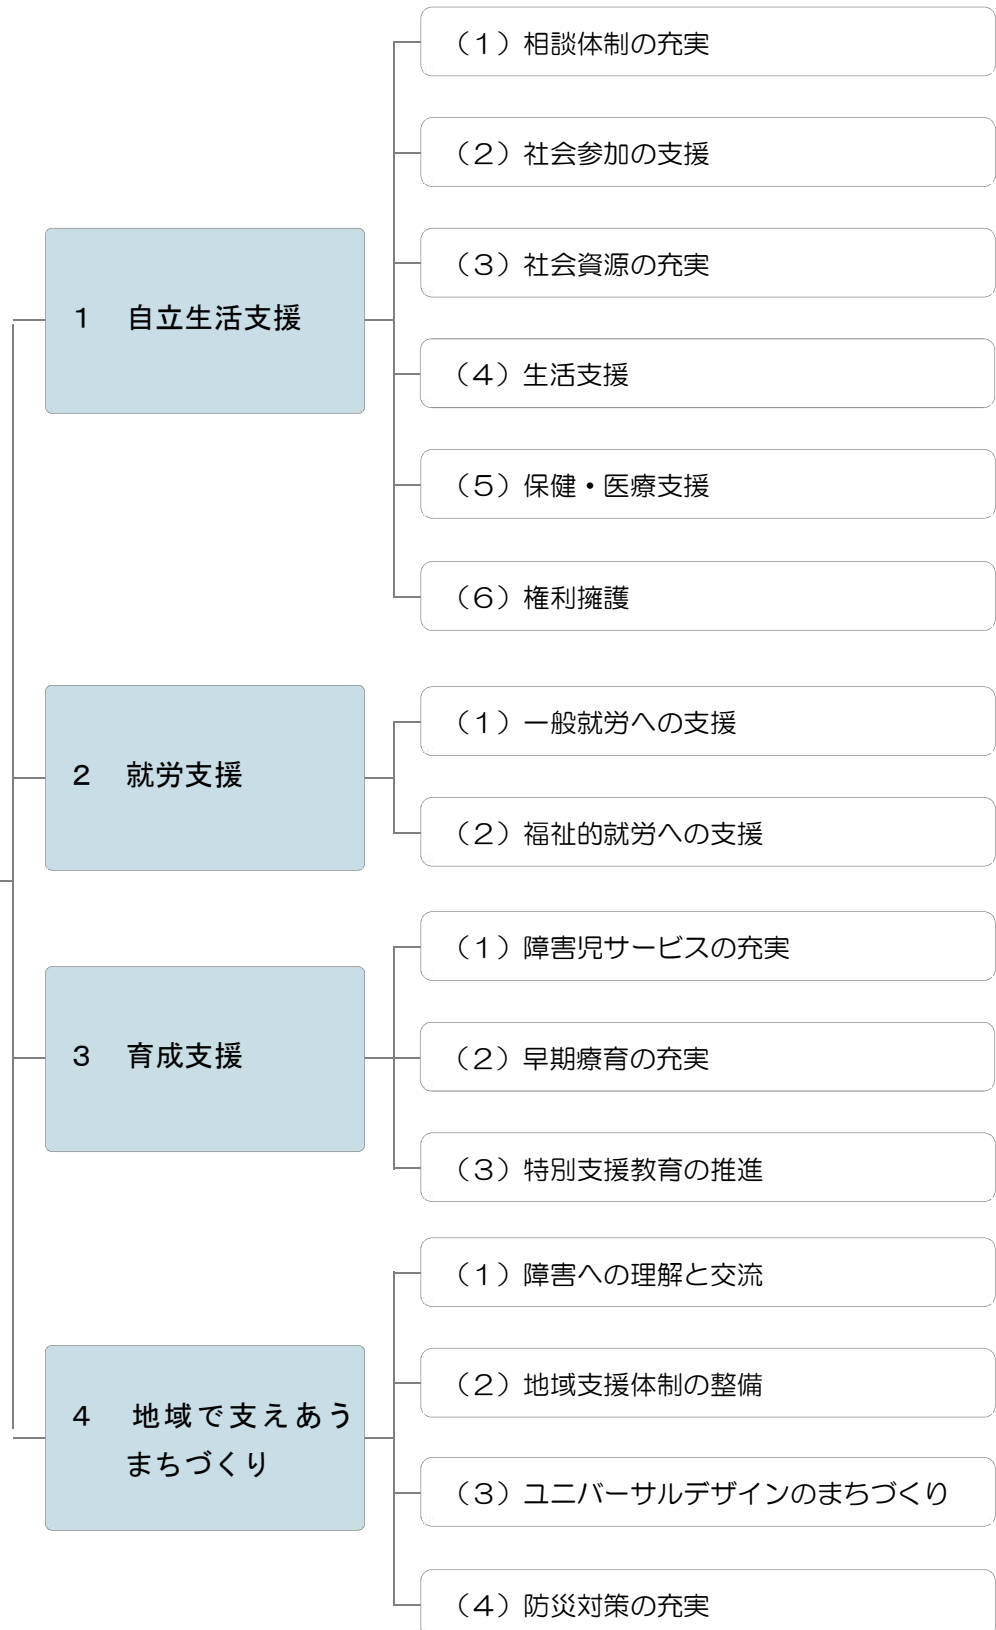 1　自立生活支援
（1）相談体制の充実
（2）社会参加の支援
（3）社会資源の充実
（4）生活支援
（5）保健・医療支援
（6）権利擁護
2　就労支援
（1）一般就労への支援
（2）福祉的就労への支援
3　育成支援
（1）障害児サービスの充実
（2）早期療育の充実
（3）特別支援教育の推進
4　地域で支えあう
まちづくり
（1）障害への理解と交流
（2）地域支援体制の整備
（3）ユニバーサルデザインのまちづくり
（4）防災対策の充実